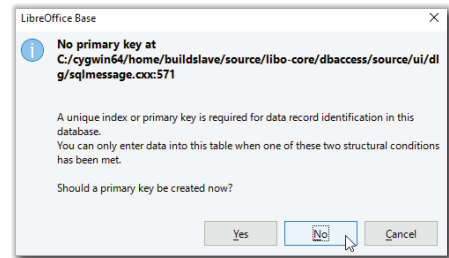 LibreOffice Base
No primary key at
C:/cygwin64/home/buildslave/source/libo-core/dbaccess/source/ui/dl
g/sqlmessage.cxx:571
A unique index or primary key is required for data record identification in this
database.
You can only enter data into this table when one of these two structural conditions
has been met.
Should a primary key be created now?
Yes No Cancel